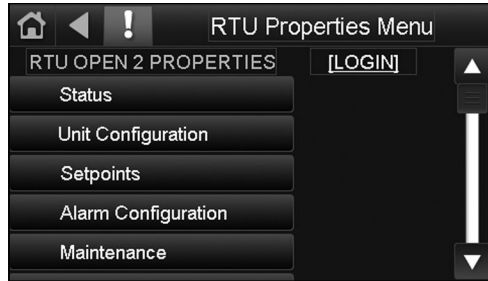 ! RTU Properties Menu
RTU OPEN 2 PROPERTIES [LOGIN]
Status
Unit Configuration
Setpoints
Alarm Configuration
Maintenance